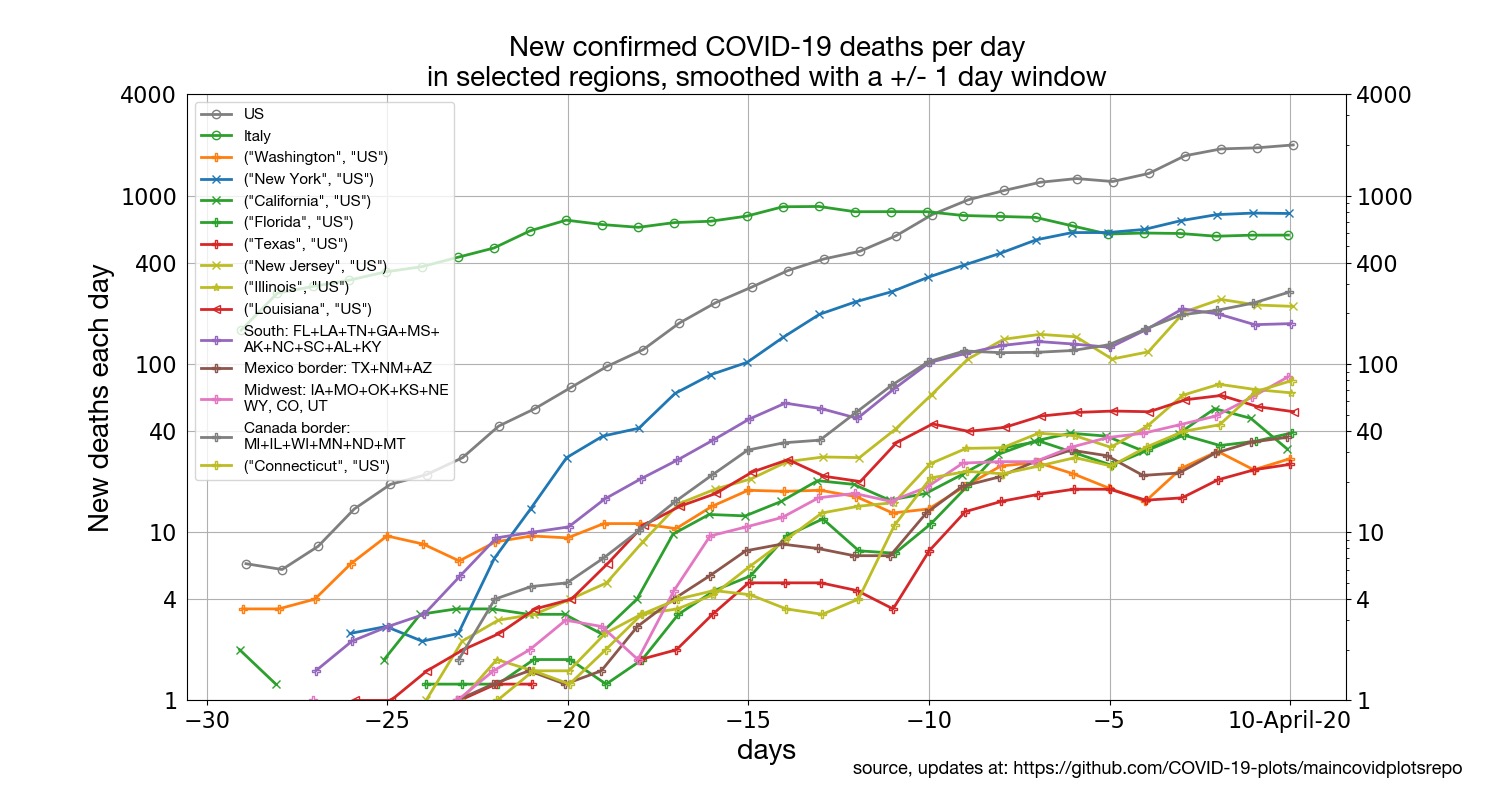 New confirmed COVID-19 deaths per day
in selected regions, smoothed with a +/- 1 day window
4000
1000
400
100
40
10
4
1
4000
1000
400
100
40
10
4
1
New deaths each day
US
Italy
("Washington", "US")
("New York", "US")
("California", "US")
("Florida", "US")
("Texas", "US")
("New Jersey", "US")
("Illinois", "US")
("Louisiana", "US")
South: FL+LA+TN+GA+MS+
AK+NC+SC+AL+KY
Mexico border: TX+NM+AZ
Midwest: IA+MO+OK+KS+NE
WY, CO, UT
Canada border:
MI+IL+WI+MN+ND+MT
("Connecticut", "US")
−30
−25
−20
−15
−10
−5
10-April-20
days
source, updates at: https://github.com/COVID-19-plots/maincovidplotsrepo